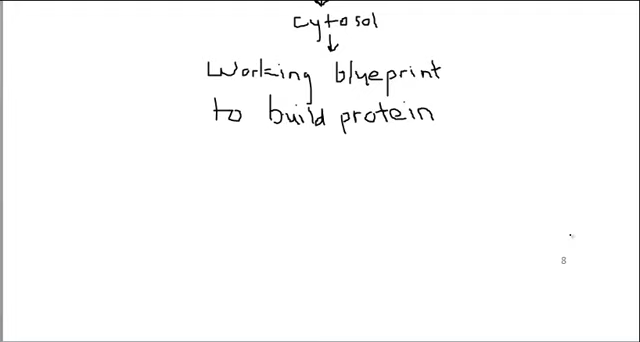 Cytosol
↓
Working blueprint
to build protein
8